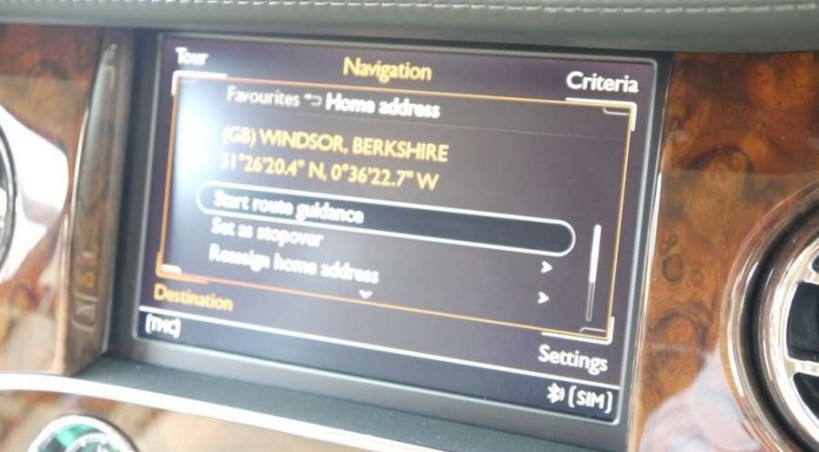 Tour
Navigation
Criteria
Favourites Home address
(GB) WINDSOR, BERKSHIRE
51°26'20.4" N, 0°36'22.7" W
Start route guidance
Set as stopover
Reassign home address
Destination
(TMC)
Settings
(SIM)